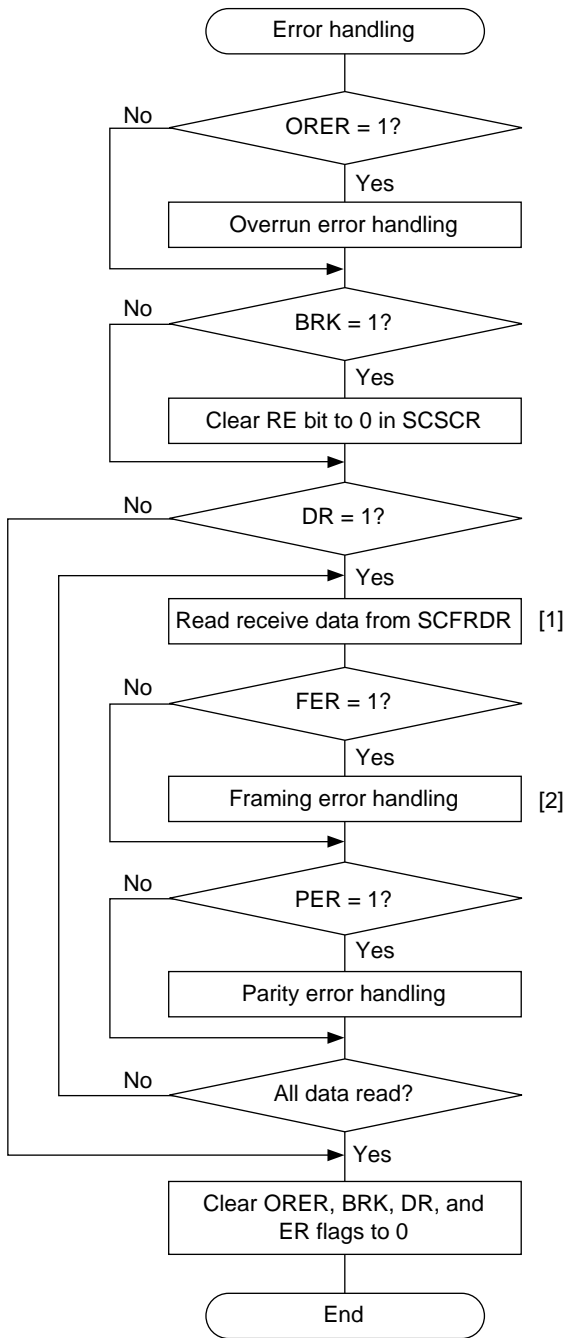 Error handling
No
ORER = 1?
Yes
Overrun error handling
No
BRK = 1?
Yes
Clear RE bit to 0 in SCSCR
No
DR = 1?
Yes
Read receive data from SCFRDR [1]
No
FER = 1?
Yes
Framing error handling [2]
No
PER = 1?
Yes
Parity error handling
No
All data read?
Yes
Clear ORER, BRK, DR, and
ER flags to 0
End